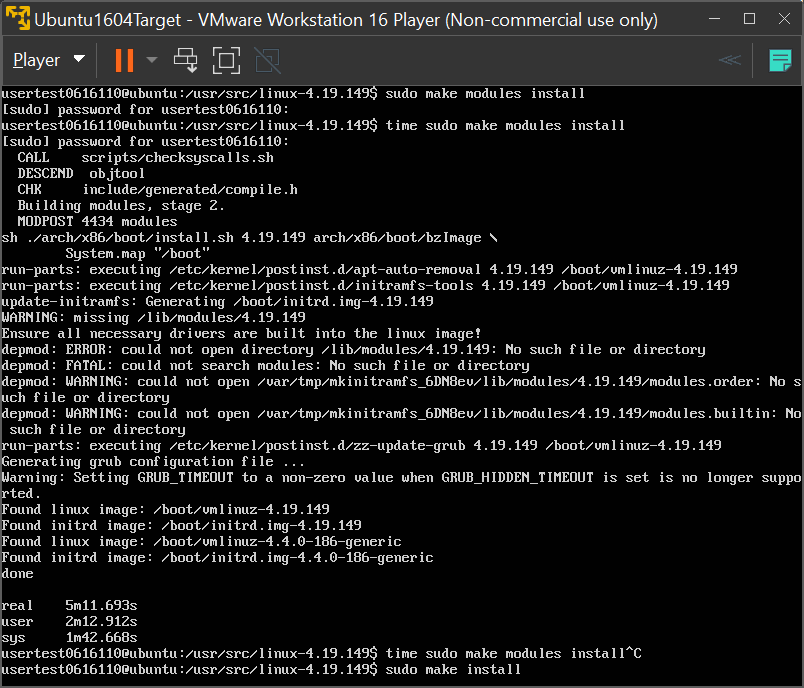 Ubuntu1604Target - VMware Workstation 16 Player (Non-commercial use only)
Player
usertest0616110@ubuntu:/usr/src/linux-4.19.149$ sudo make modules install
[sudo] password for usertest0616110:
usertest0616110@ubuntu:/usr/src/linux-4.19.149$ time sudo make modules install
[sudo] password for usertest0616110:
  CALL    scripts/checksyscalls.sh
  DESCEND  objtool
  CHK     include/generated/compile.h
  Building modules, stage 2.
  MODPOST 4434 modules
sh ./arch/x86/boot/install.sh 4.19.149 arch/x86/boot/bzImage \
        System.map "/boot"
run-parts: executing /etc/kernel/postinst.d/apt-auto-removal 4.19.149 /boot/vmlinuz-4.19.149
run-parts: executing /etc/kernel/postinst.d/initramfs-tools 4.19.149 /boot/vmlinuz-4.19.149
update-initramfs: Generating /boot/initrd.img-4.19.149
WARNING: missing /lib/modules/4.19.149
Ensure all necessary drivers are built into the linux image!
depmod: ERROR: could not open directory /lib/modules/4.19.149: No such file or directory
depmod: FATAL: could not search modules: No such file or directory
depmod: WARNING: could not open /var/tmp/mkinitramfs_6DN8ev/lib/modules/4.19.149/modules.order: No s
uch file or directory
depmod: WARNING: could not open /var/tmp/mkinitramfs_6DN8ev/lib/modules/4.19.149/modules.builtin: No
 such file or directory
run-parts: executing /etc/kernel/postinst.d/zz-update-grub 4.19.149 /boot/vmlinuz-4.19.149
Generating grub configuration file ...
Warning: Setting GRUB_TIMEOUT to a non-zero value when GRUB_HIDDEN_TIMEOUT is set is no longer suppo
rted.
Found linux image: /boot/vmlinuz-4.19.149
Found initrd image: /boot/initrd.img-4.19.149
Found linux image: /boot/vmlinuz-4.4.0-186-generic
Found initrd image: /boot/initrd.img-4.4.0-186-generic
done
real    5m11.693s
user    2m12.912s
sys     1m42.668s
usertest0616110@ubuntu:/usr/src/linux-4.19.149$ time sudo make modules install^C
usertest0616110@ubuntu:/usr/src/linux-4.19.149$ sudo make install